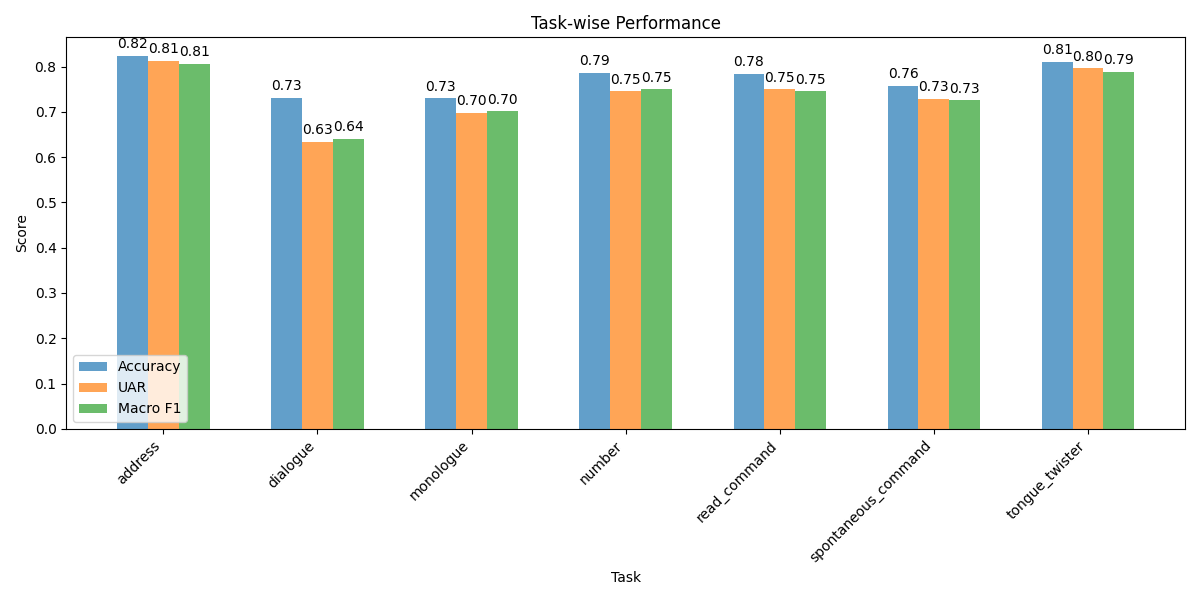 Task-wise Performance
0.82 0.81 0.81
0.73 0.63 0.64
0.73 0.70 0.70
0.79 0.75 0.75
0.78 0.75 0.75
0.76 0.73 0.73
0.81 0.80 0.79
Score
0.8
0.7
0.6
0.5
0.4
0.3
0.2
0.1
0.0
Accuracy
UAR
Macro F1
address
dialogue
monologue
number
read_command
spontaneous_command
tongue_twister
Task